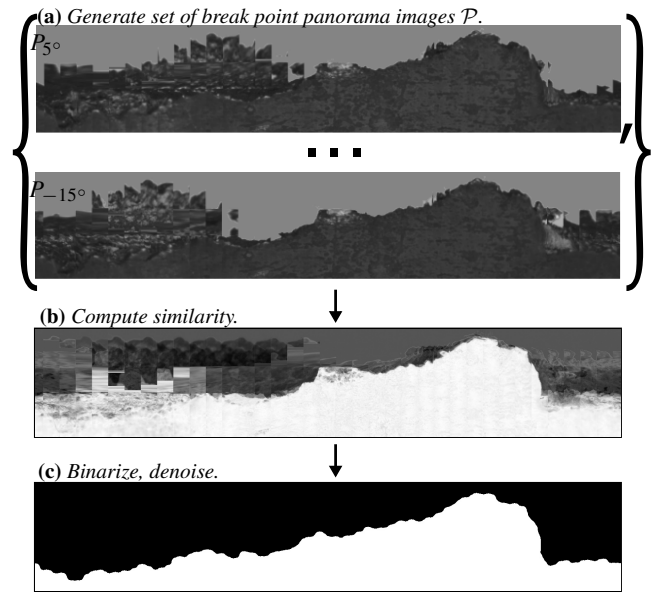 (a) Generate set of break point panorama images 𝒫.
P₅°
...
,
P₋₁₅°
(b) Compute similarity.
(c) Binarize, denoise.